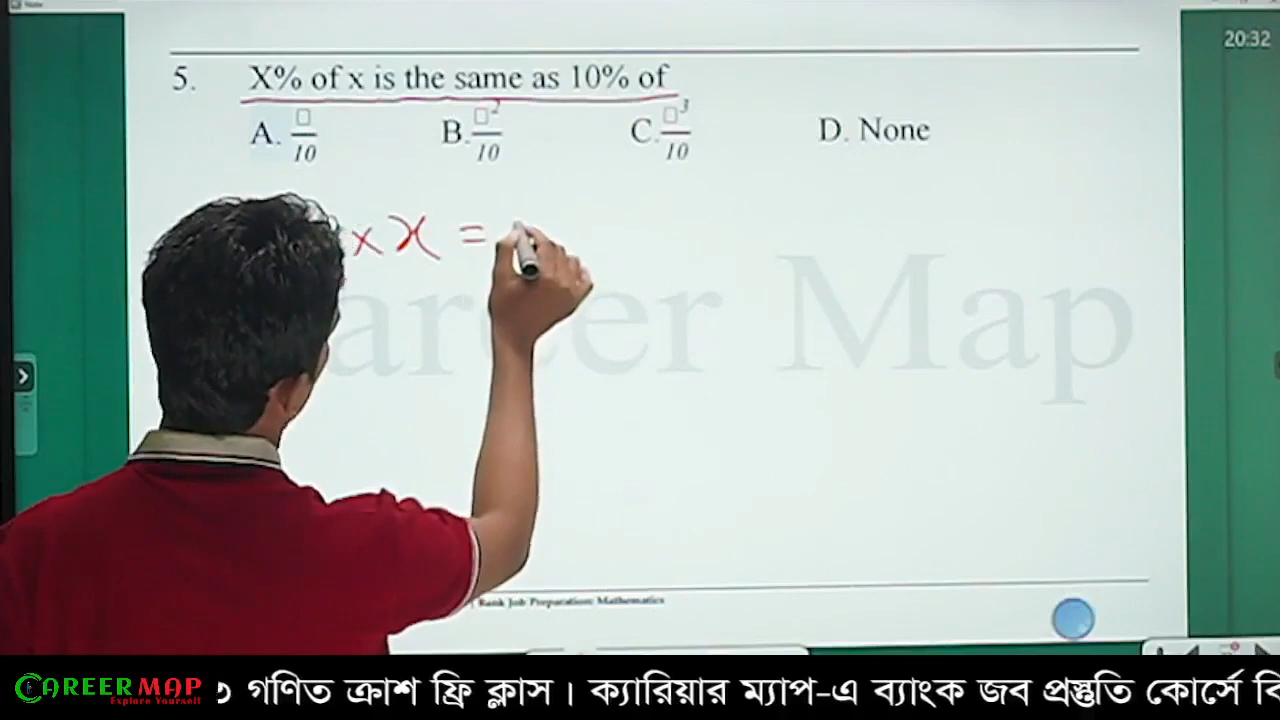 Note
20:32
5. X% of x is the same as 10% of
A. □/10 B. □²/10 C. □³/10 D. None
× x =
Career Map
| Bank Job Preparation: Mathematics
CAREER MAP
Explore Yourself
গণিত ক্রাশ ফ্রি ক্লাস। ক্যারিয়ার ম্যাপ-এ ব্যাংক জব প্রস্তুতি কোর্সে